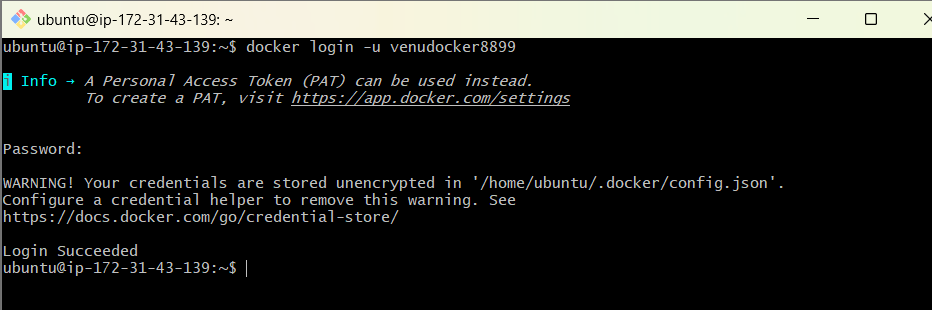 ubuntu@ip-172-31-43-139: ~
ubuntu@ip-172-31-43-139:~$ docker login -u venudocker8899
i Info → A Personal Access Token (PAT) can be used instead.
To create a PAT, visit https://app.docker.com/settings
Password:
WARNING! Your credentials are stored unencrypted in '/home/ubuntu/.docker/config.json'.
Configure a credential helper to remove this warning. See
https://docs.docker.com/go/credential-store/
Login Succeeded
ubuntu@ip-172-31-43-139:~$